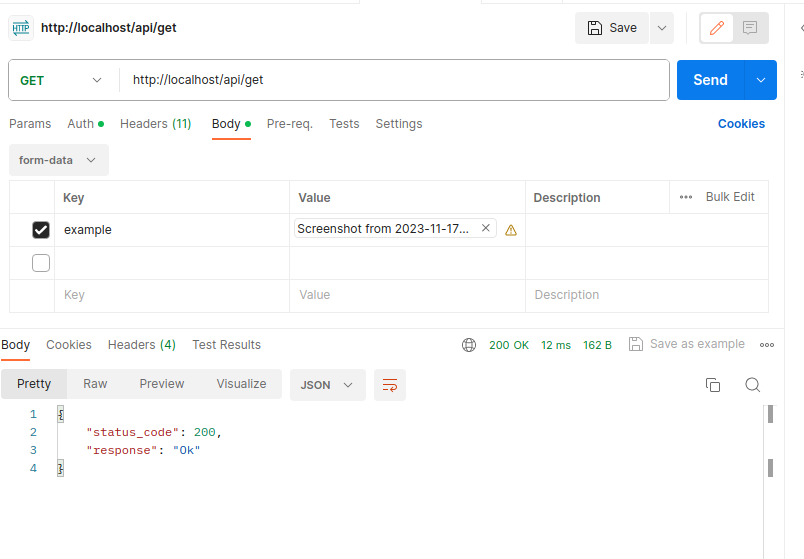 HTTP http://localhost/api/get Save
GET http://localhost/api/get Send
Params Auth Headers (11) Body Pre-req. Tests Settings Cookies
form-data
Key Value Description Bulk Edit
example Screenshot from 2023-11-17...
Key Value Description
Body Cookies Headers (4) Test Results 200 OK 12 ms 162 B Save as example
Pretty Raw Preview Visualize JSON
1 {
2 "status_code": 200,
3 "response": "Ok"
4 }